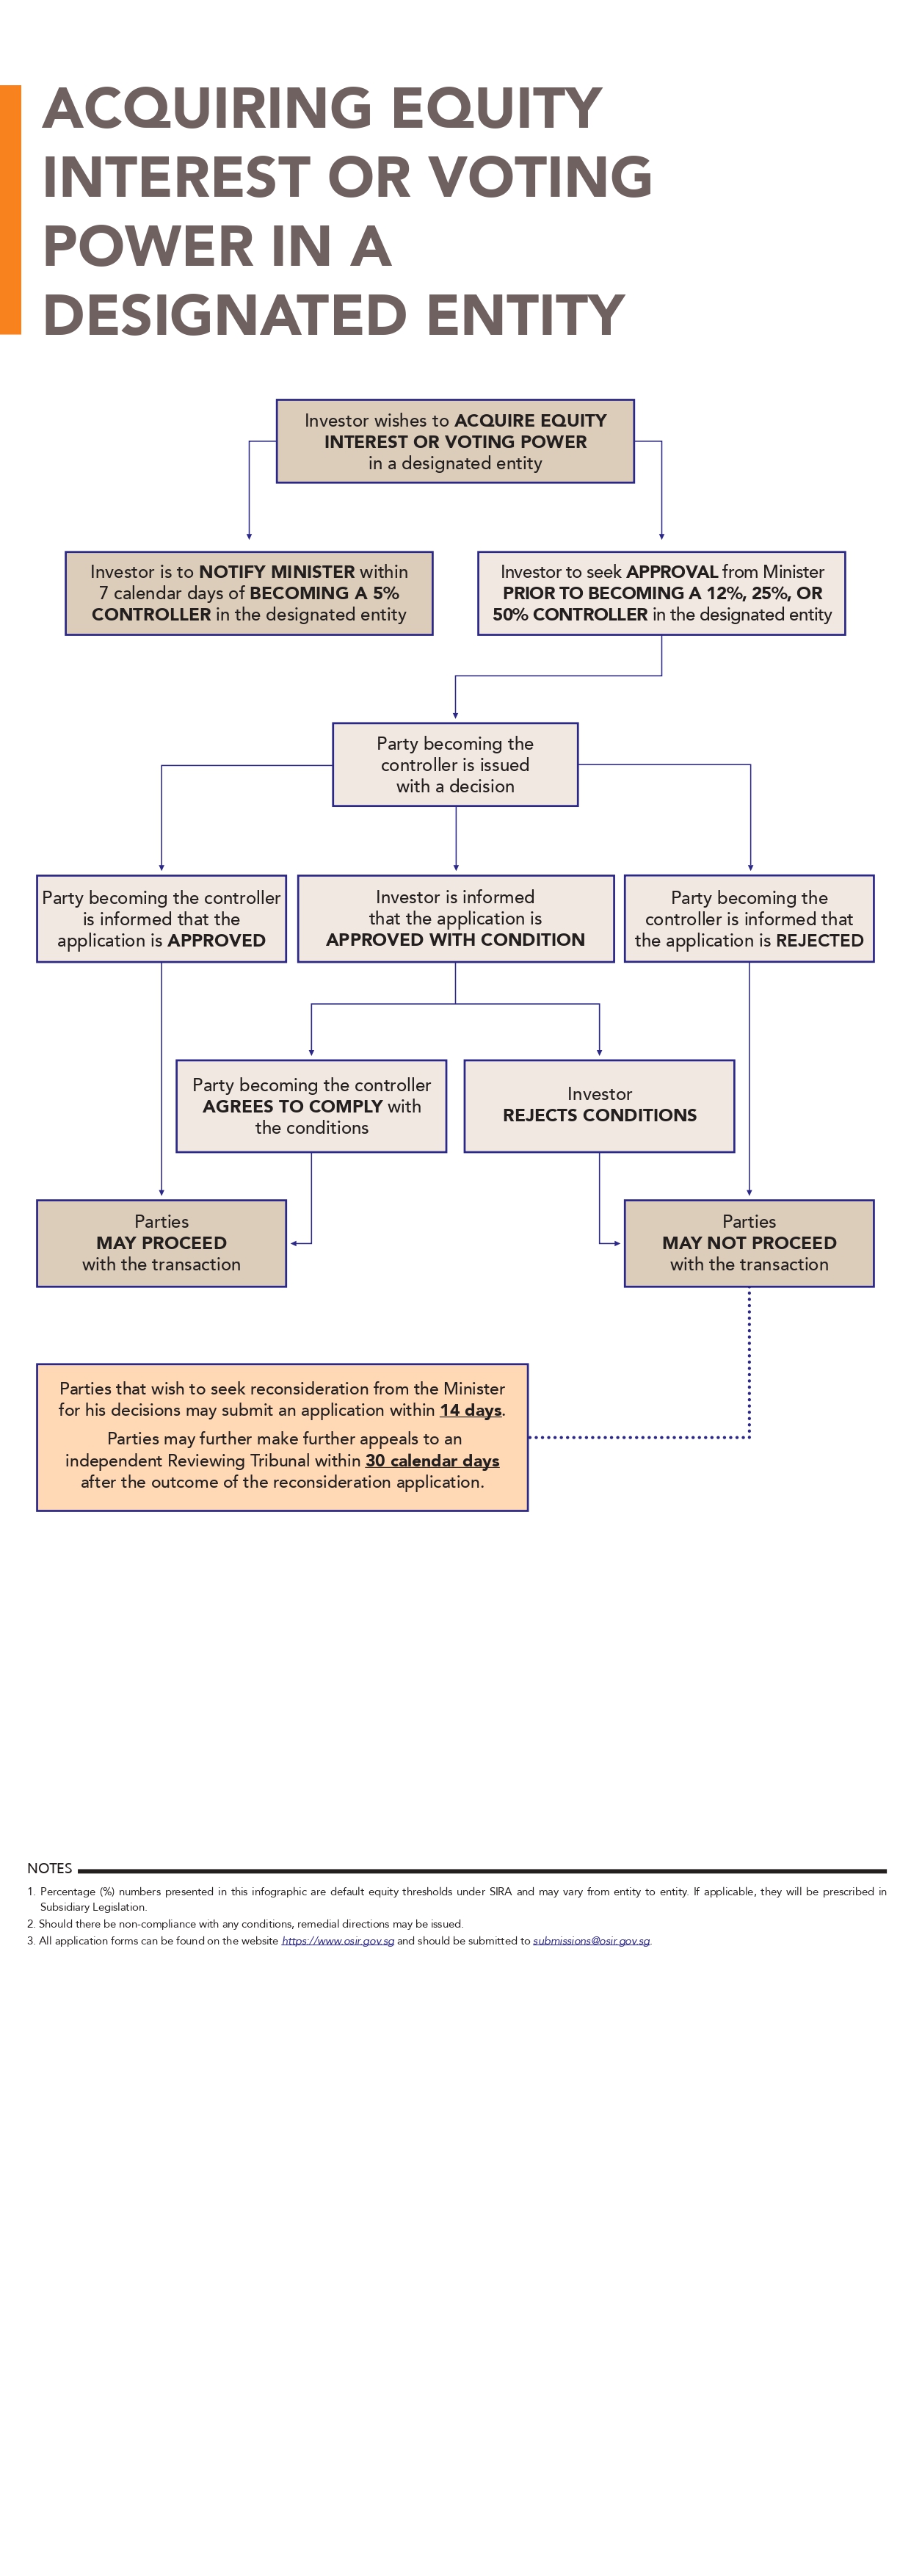 ACQUIRING EQUITY
INTEREST OR VOTING
POWER IN A
DESIGNATED ENTITY
Investor wishes to ACQUIRE EQUITY
INTEREST OR VOTING POWER
in a designated entity
Investor is to NOTIFY MINISTER within
7 calendar days of BECOMING A 5%
CONTROLLER in the designated entity
Investor to seek APPROVAL from Minister
PRIOR TO BECOMING A 12%, 25%, OR
50% CONTROLLER in the designated entity
Party becoming the
controller is issued
with a decision
Party becoming the controller
is informed that the
application is APPROVED
Investor is informed
that the application is
APPROVED WITH CONDITION
Party becoming the
controller is informed that
the application is REJECTED
Party becoming the controller
AGREES TO COMPLY with
the conditions
Investor
REJECTS CONDITIONS
Parties
MAY PROCEED
with the transaction
Parties
MAY NOT PROCEED
with the transaction
Parties that wish to seek reconsideration from the Minister
for his decisions may submit an application within 14 days.
Parties may further make further appeals to an
independent Reviewing Tribunal within 30 calendar days
after the outcome of the reconsideration application.
NOTES
1. Percentage (%) numbers presented in this infographic are default equity thresholds under SIRA and may vary from entity to entity. If applicable, they will be prescribed in
Subsidiary Legislation.
2. Should there be non-compliance with any conditions, remedial directions may be issued.
3. All application forms can be found on the website https://www.osir.gov.sg and should be submitted to submissions@osir.gov.sg.